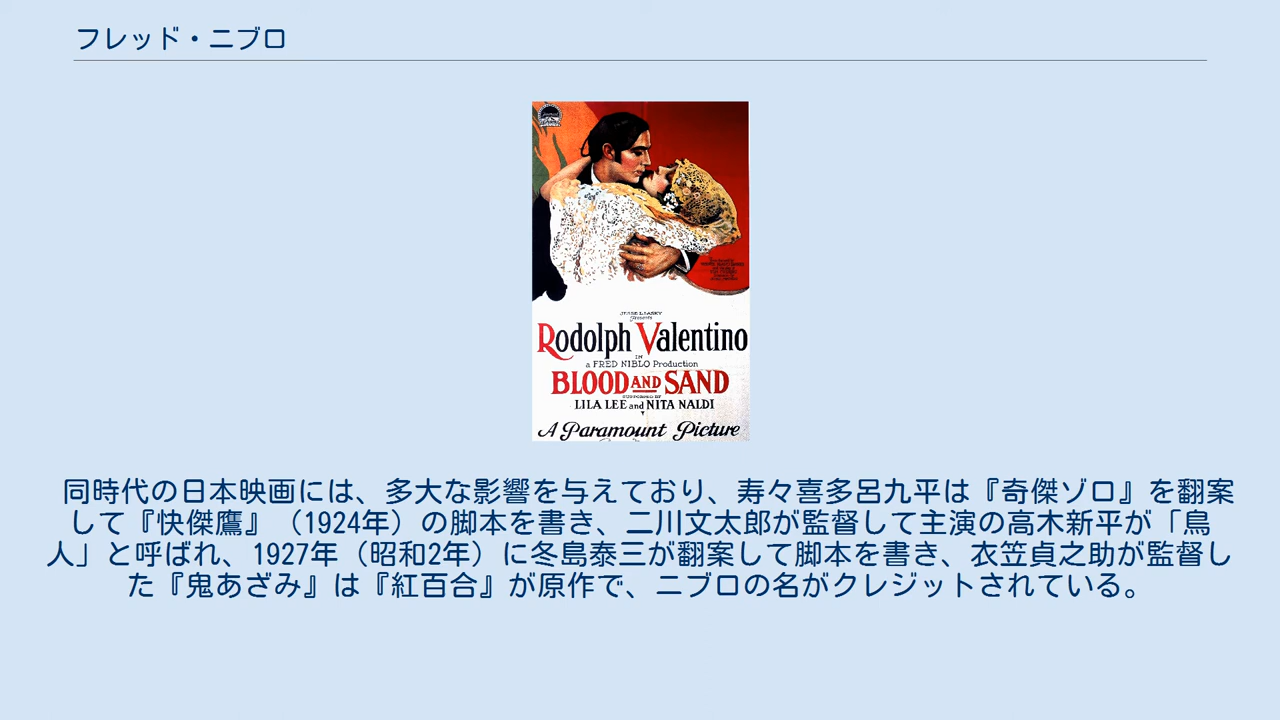 フレッド・ニブロ
JESSE L. LASKY
Presents
Rodolph Valentino
IN
a FRED NIBLO Production
BLOOD AND SAND
SUPPORTED BY
LILA LEE and NITA NALDI
A Paramount Picture
同時代の日本映画には、多大な影響を与えており、寿々喜多呂九平は『奇傑ゾロ』を翻案
して『快傑鷹』（1924年）の脚本を書き、二川文太郎が監督して主演の高木新平が「鳥
人」と呼ばれ、1927年（昭和2年）に冬島泰三が翻案して脚本を書き、衣笠貞之助が監督し
た『鬼あざみ』は『紅百合』が原作で、ニブロの名がクレジットされている。